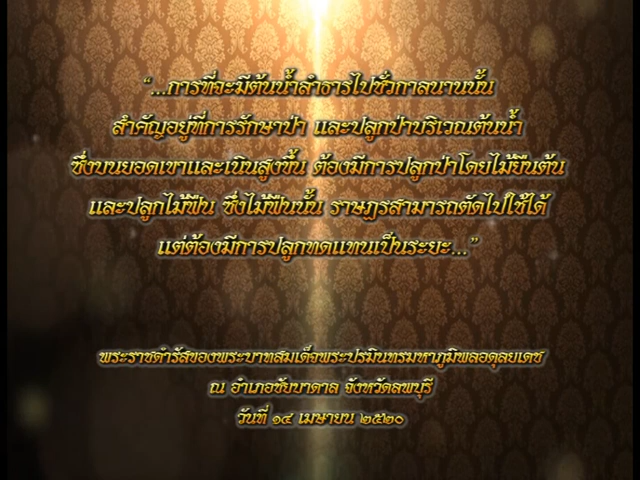 “...การที่จะมีต้นน้ำลำธารไปชั่วกาลนานนั้น
สำคัญอยู่ที่การรักษาป่า และปลูกป่าบริเวณต้นน้ำ
ซึ่งบนยอดเขาและเนินสูงขึ้น ต้องมีการปลูกป่าโดยไม้ยืนต้น
และปลูกไม้ฟืน ซึ่งไม้ฟืนนั้น ราษฎรสามารถตัดไปใช้ได้
แต่ต้องมีการปลูกทดแทนเป็นระยะ...”
พระราชดำรัสของพระบาทสมเด็จพระปรมินทรมหาภูมิพลอดุลยเดช
ณ อำเภอชัยบาดาล จังหวัดลพบุรี
วันที่ ๑๔ เมษายน ๒๕๒๐